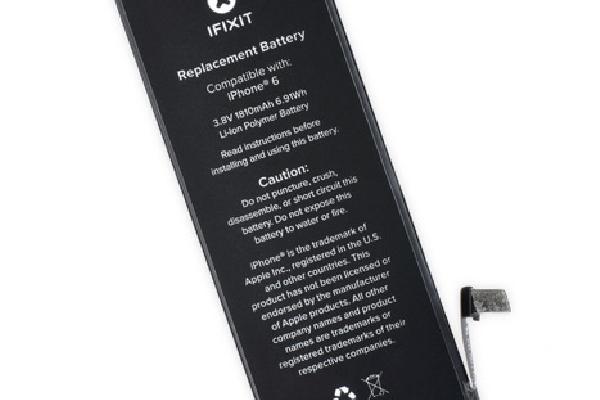 IFIXIT
Replacement Battery
Compatible with:
iPhone® 6
3.8V 1810mAh 6.91Wh
Li-Ion Polymer Battery
Read instructions before
installing and using this battery.
Caution:
Do not puncture, crush,
disassemble, or short circuit this
battery. Do not expose this
battery to water or fire.
iPhone® is the trademark of
Apple Inc., registered in the U.S.
and other countries. This
product has not been licensed or
endorsed by the manufacturer
of Apple products. All other
company names and product
names are trademarks or
registered trademarks of their
respective companies.